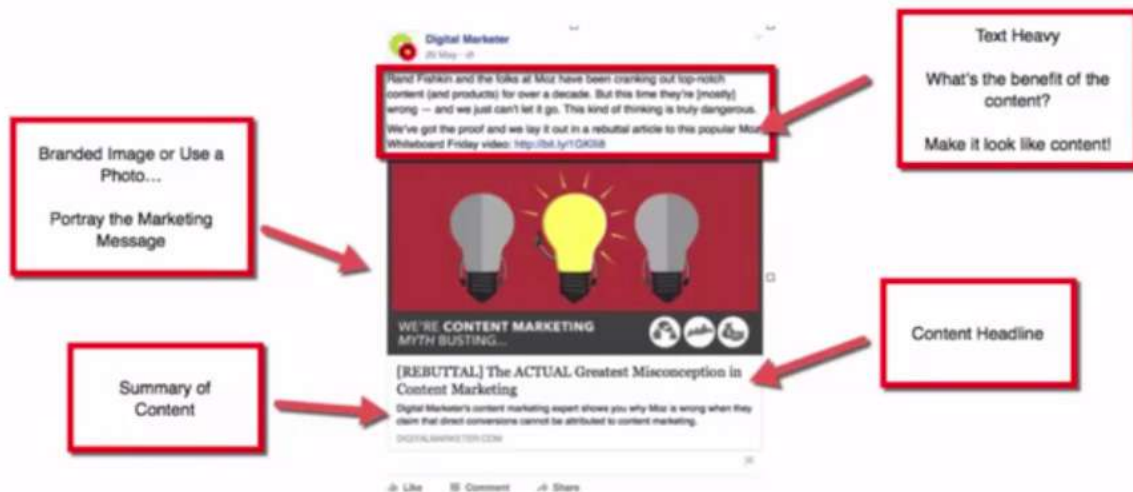 Digital Marketer
Rand Fishkin and the folks at Moz have been cranking out top-notch
content (and products) for over a decade. But this time they're [mostly]
wrong — and we just can't let it go. This kind of thinking is truly dangerous.
We've got the proof and we lay it out in a rebuttal article to this popular Moz
Whiteboard Friday video:
Text Heavy
What's the benefit of the
content?
Make it look like content!
Branded Image or Use a
Photo...
Portray the Marketing
Message
WE'RE CONTENT MARKETING
MYTH BUSTING...
Content Headline
[REBUTTAL] The ACTUAL Greatest Misconception in
Content Marketing
Summary of
Content
Digital Marketer's content marketing expert shows you why Moz is wrong when they
claim that direct conversions cannot be attributed to content marketing.
DIGITALMARKETER.COM
Like Comment Share